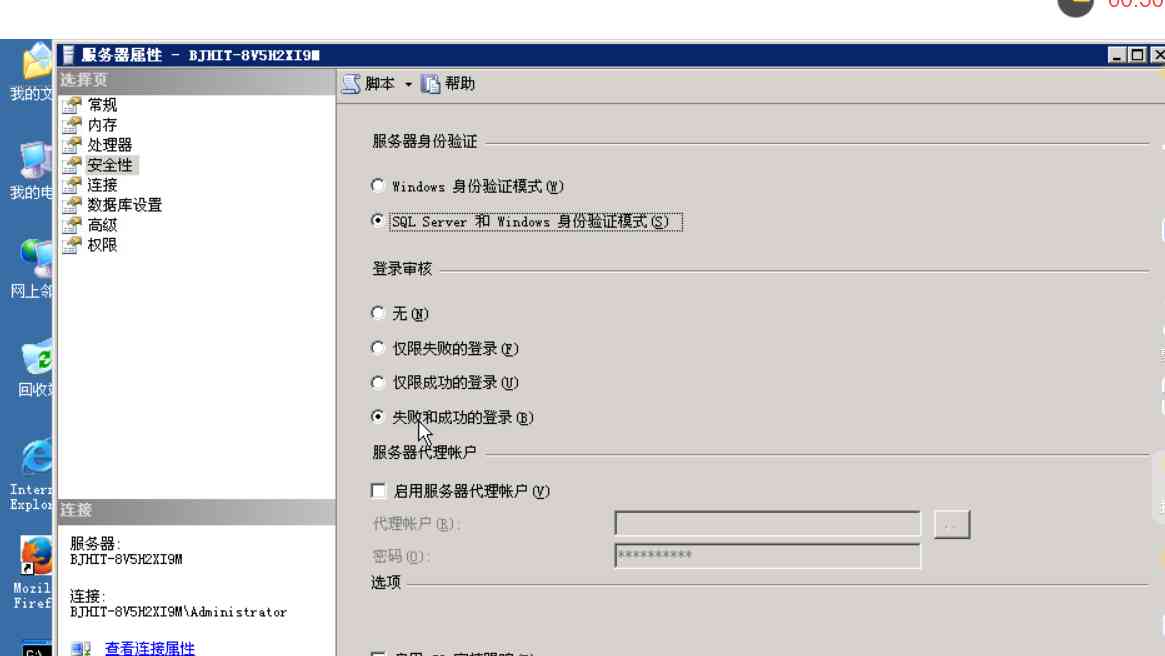 00:30
服务器属性 - BJHIT-8V5H2XI9M
我的文
我的电
网上邻
回收站
Intern
Explor
Mozil
Firef
选择页
常规
内存
处理器
安全性
连接
数据库设置
高级
权限
连接
服务器:
BJHIT-8V5H2XI9M
连接:
BJHIT-8V5H2XI9M\Administrator
查看连接属性
脚本 帮助
服务器身份验证
Windows 身份验证模式(W)
SQL Server 和 Windows 身份验证模式(S)
登录审核
无(N)
仅限失败的登录(F)
仅限成功的登录(U)
失败和成功的登录(B)
服务器代理帐户
启用服务器代理帐户(V)
代理帐户(R):
..
密码(O):
**********
选项